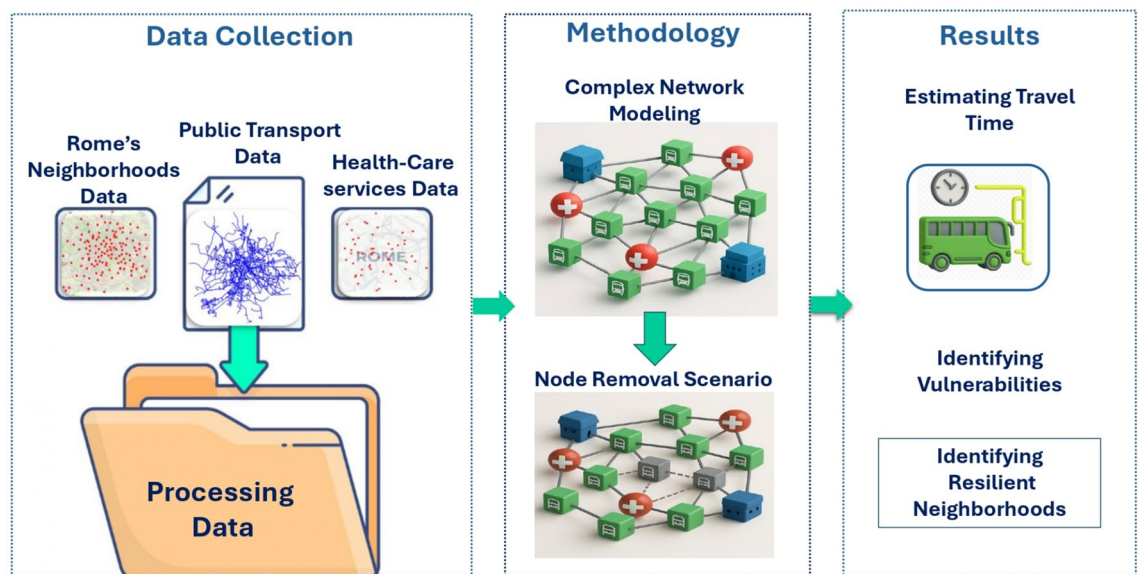 Data Collection
Rome's
Neighborhoods
Data
Public Transport
Data
Health-Care
services Data
ROME
Processing
Data
Methodology
Complex Network
Modeling
Node Removal Scenario
Results
Estimating Travel
Time
Identifying
Vulnerabilities
Identifying
Resilient
Neighborhoods